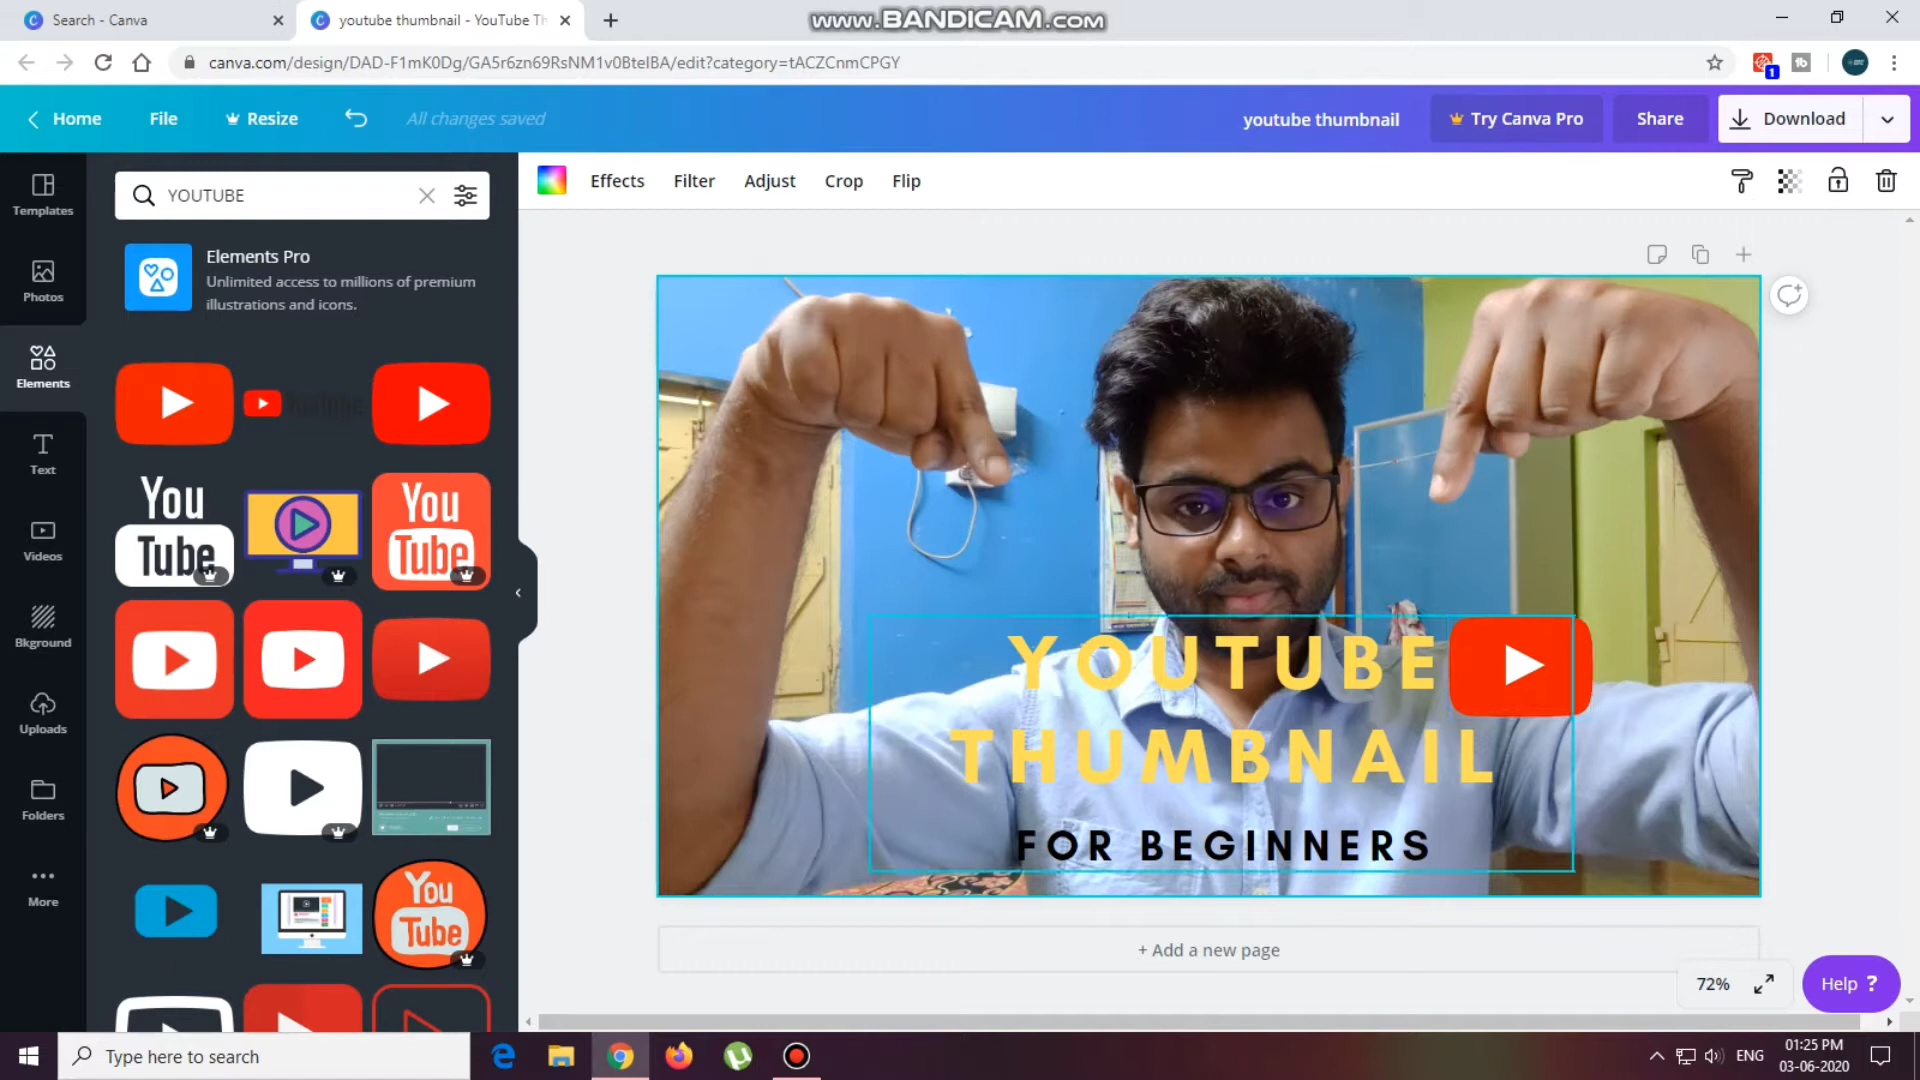 Search - Canva
youtube thumbnail - YouTube Th
www.BANDICAM.com
canva.com/design/DAD-F1mK0Dg/GA5r6zn69RsNM1v0BteIBA/edit?category=tACZCnmCPGY
1
Home
File
Resize
All changes saved
youtube thumbnail
Try Canva Pro
Share
Download
Templates
YOUTUBE
Effects
Filter
Adjust
Crop
Flip
Elements Pro
Unlimited access to millions of premium
illustrations and icons.
Photos
Elements
Text
Videos
Bkground
Uploads
Folders
More
YouTube
You
Tube
You
Tube
You
Tube
YOUTUBE
THUMBNAIL
FOR BEGINNERS
+ Add a new page
72%
Help ?
Type here to search
ENG
01:25 PM
03-06-2020